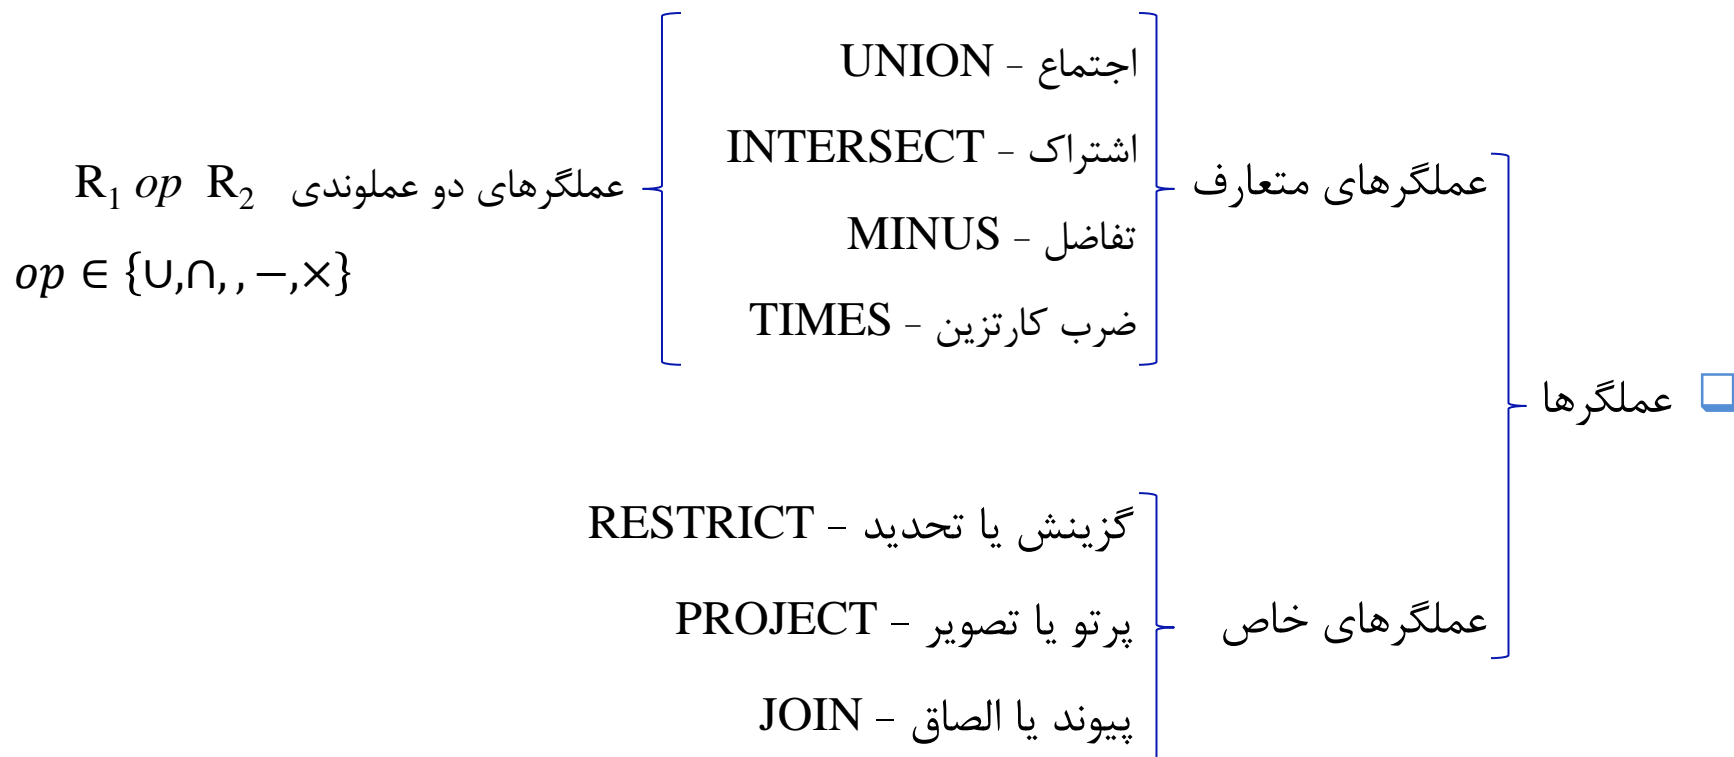 عملگرها
عملگرهای متعارف
اجتماع – UNION
اشتراک – INTERSECT
تفاضل – MINUS
ضرب کارتزین – TIMES
عملگرهای دو عملوندی R₁ op R₂
op ∈ {∪,∩, , −,×}
عملگرهای خاص
گزینش یا تحدید – RESTRICT
پرتو یا تصویر – PROJECT
پیوند یا الصاق – JOIN